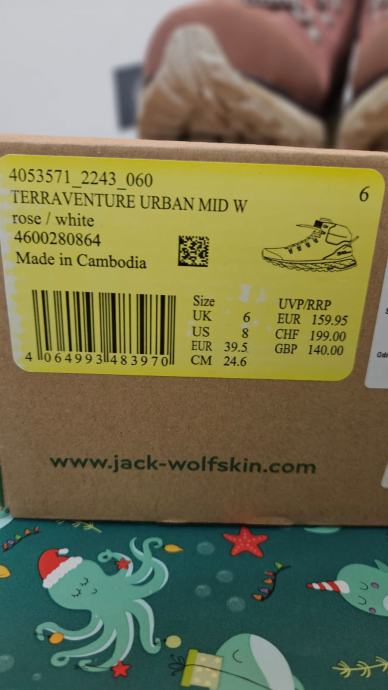 4053571_2243_060
TERRAVENTURE URBAN MID W
6
rose / white
4600280864
Made in Cambodia
Size UVP/RRP
UK 6 EUR 159.95
US 8 CHF 199.00
EUR 39.5 GBP 140.00
CM 24.6
4 064993 483970
www.jack-wolfskin.com